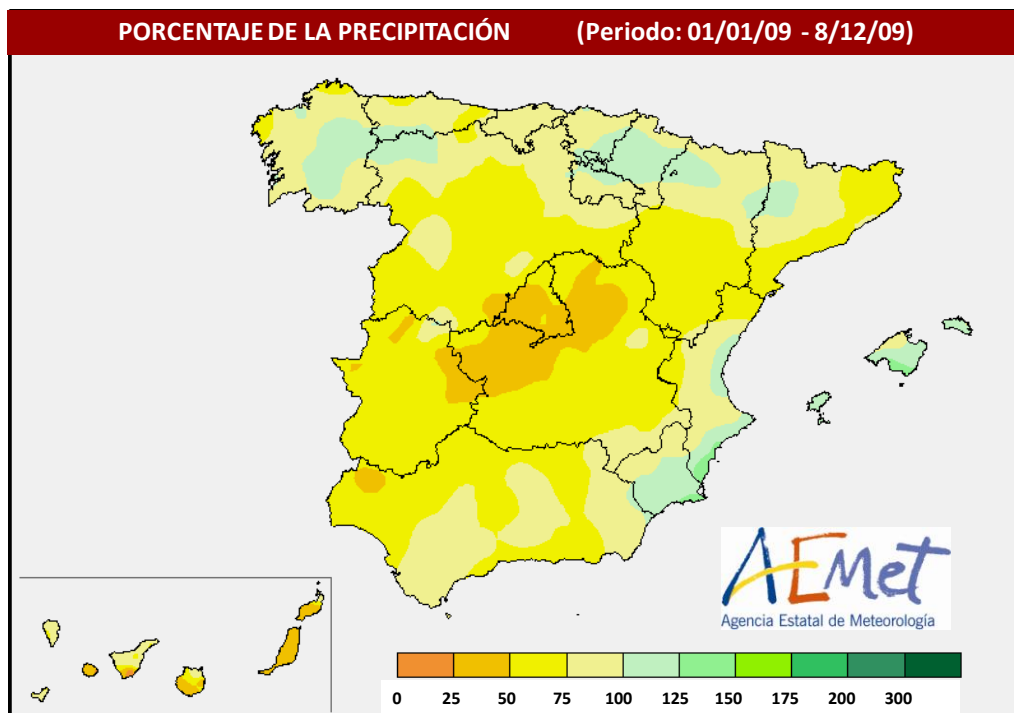 PORCENTAJE DE LA PRECIPITACIÓN (Periodo: 01/01/09 - 8/12/09)
AEMet
Agencia Estatal de Meteorología
0 25 50 75 100 125 150 175 200 300